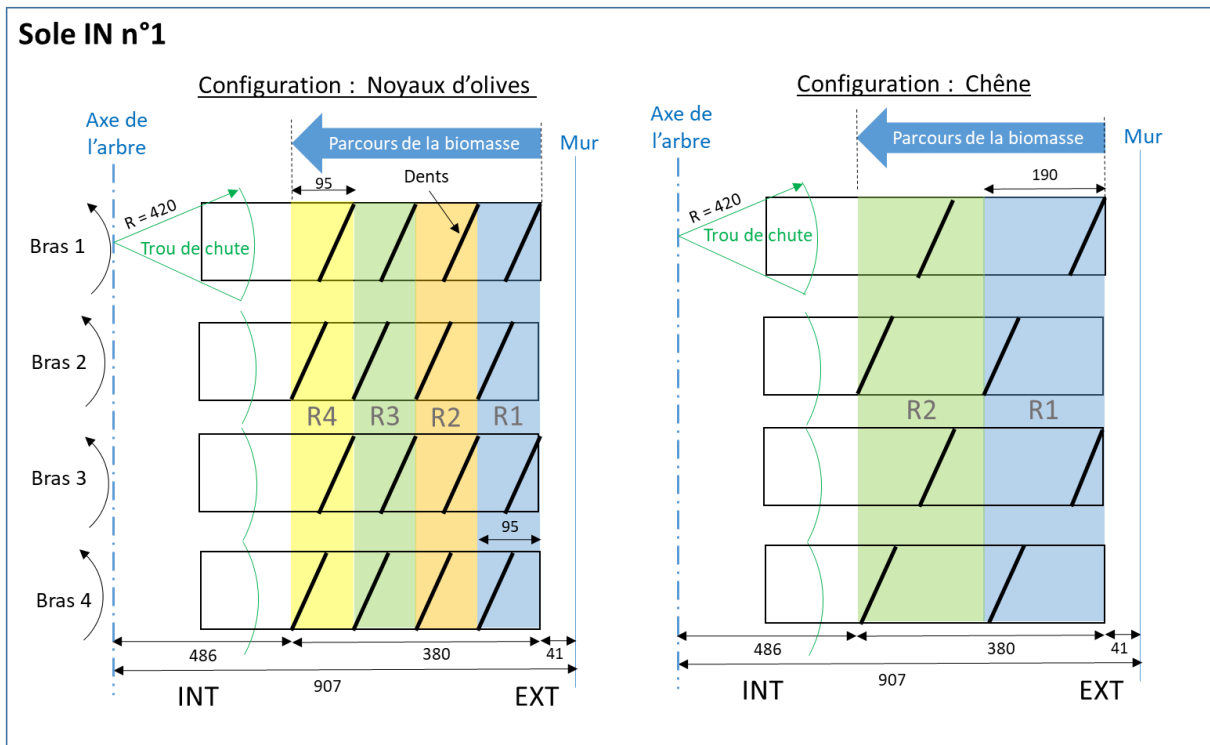 Sole IN n°1
Configuration : Noyaux d'olives
Axe de
l'arbre
Parcours de la biomasse
Mur
95
Dents
R = 420
Trou de chute
Bras 1
Bras 2
R4
R3
R2
R1
Bras 3
95
Bras 4
486
380
41
907
INT
EXT
Configuration : Chêne
Axe de
l'arbre
Parcours de la biomasse
Mur
190
R = 420
Trou de chute
R2
R1
486
380
41
907
INT
EXT